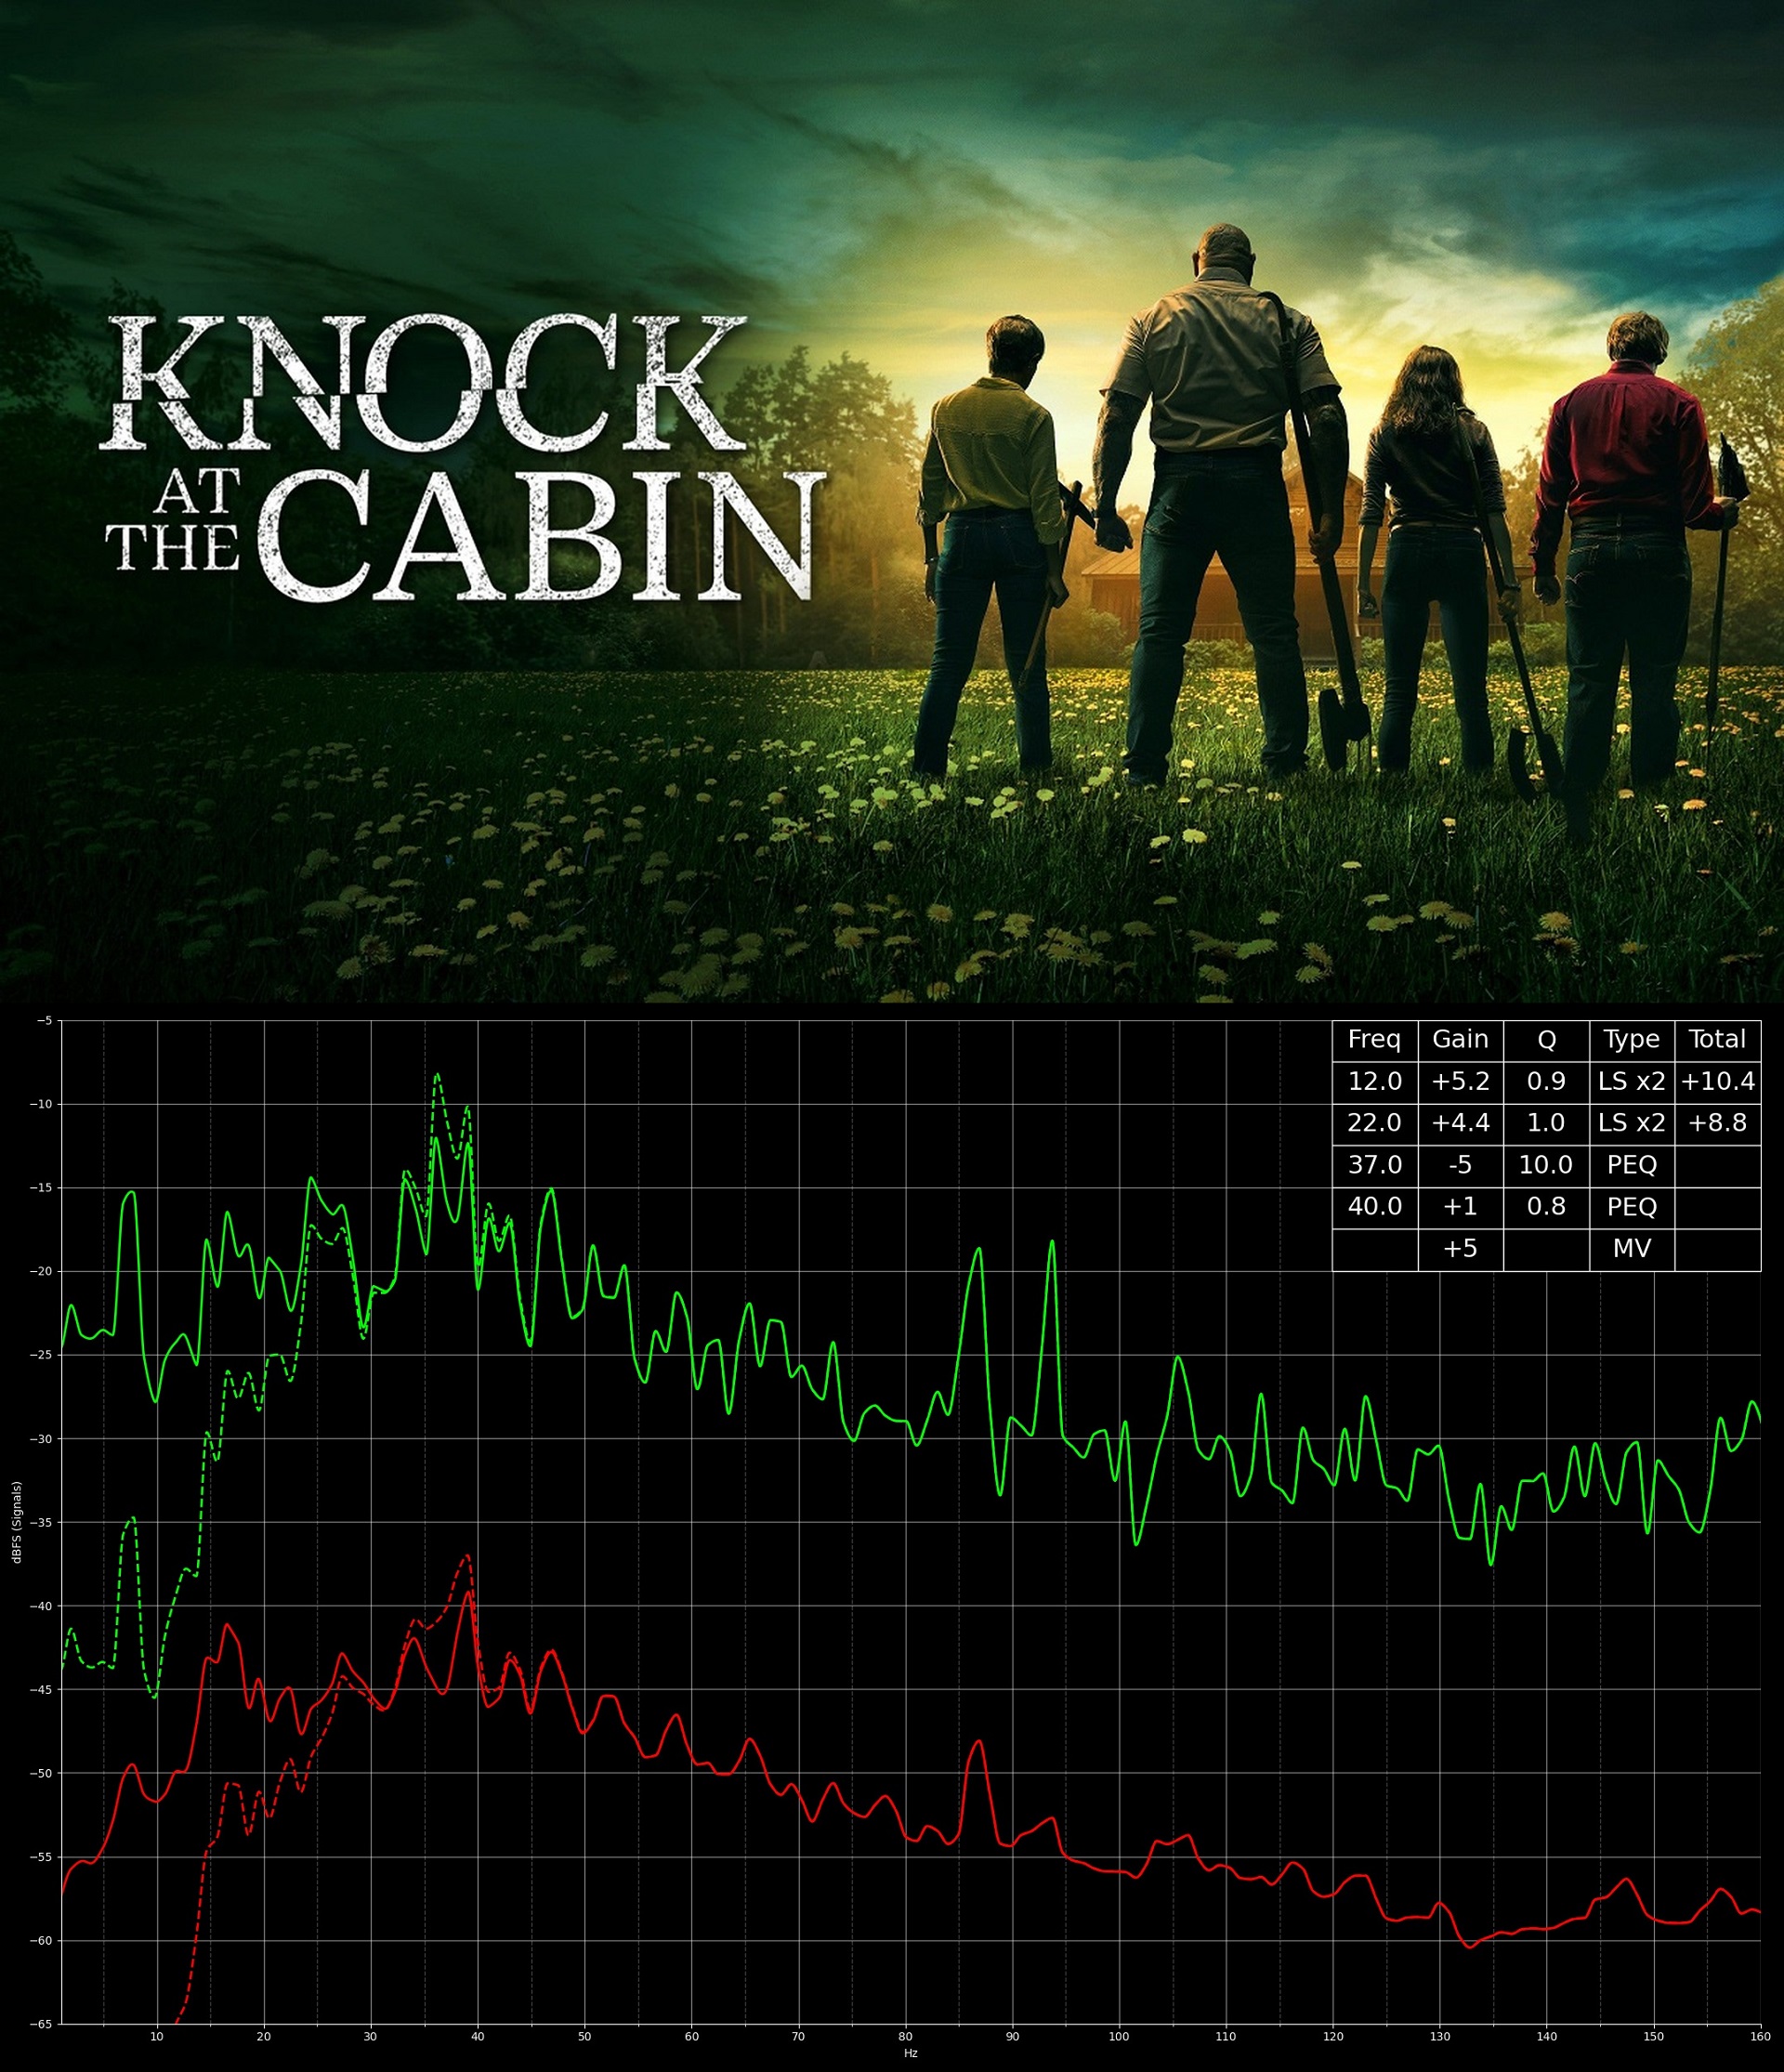 KNOCK
AT
THE CABIN
Freq Gain Q Type Total
12.0 +5.2 0.9 LS x2 +10.4
22.0 +4.4 1.0 LS x2 +8.8
37.0 -5 10.0 PEQ
40.0 +1 0.8 PEQ
+5 MV
−5
−10
−15
−20
−25
−30
−35
−40
−45
−50
−55
−60
−65
dBFS (Signals)
10 20 30 40 50 60 70 80 90 100 110 120 130 140 150 160
Hz